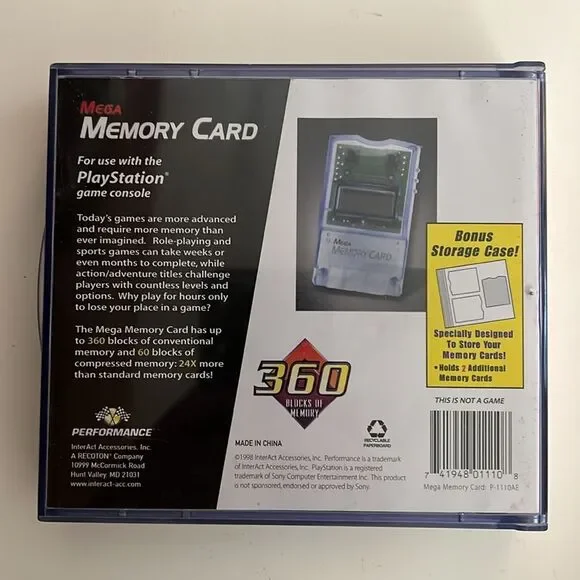 MEGA
MEMORY CARD
For use with the
PlayStation®
game console
Today's games are more advanced
and require more memory than
ever imagined. Role-playing and
sports games can take weeks or
even months to complete, while
action/adventure titles challenge
players with countless levels and
options. Why play for hours only
to lose your place in a game?
The Mega Memory Card has up
to 360 blocks of conventional
memory and 60 blocks of
compressed memory: 24X more
than standard memory cards!
MEGA
MEMORY CARD
Bonus
Storage Case!
Specially Designed
To Store Your
Memory Cards!
• Holds 2 Additional
Memory Cards
360
BLOCKS OF
MEMORY
THIS IS NOT A GAME
PERFORMANCE
InterAct Accessories, Inc.
A RECOTON® Company
10999 McCormick Road
Hunt Valley, MD 21031
www.interact-acc.com
MADE IN CHINA
RECYCLABLE
PAPERBOARD
©1998 InterAct Accessories, Inc. Performance is a trademark
of InterAct Accessories, Inc. PlayStation is a registered
trademark of Sony Computer Entertainment Inc. This product
is not sponsored, endorsed or approved by Sony.
7 41948 01110 8
Mega Memory Card: P-1110AE